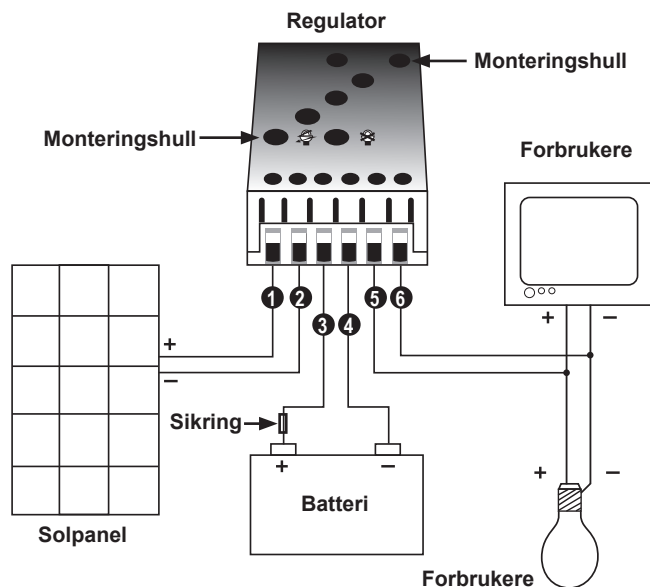 Regulator
Monteringshull
Monteringshull
Forbrukere
1 2 3 4 5 6
+ −
+
−
Sikring
+ −
Batteri
+ −
Solpanel
Forbrukere